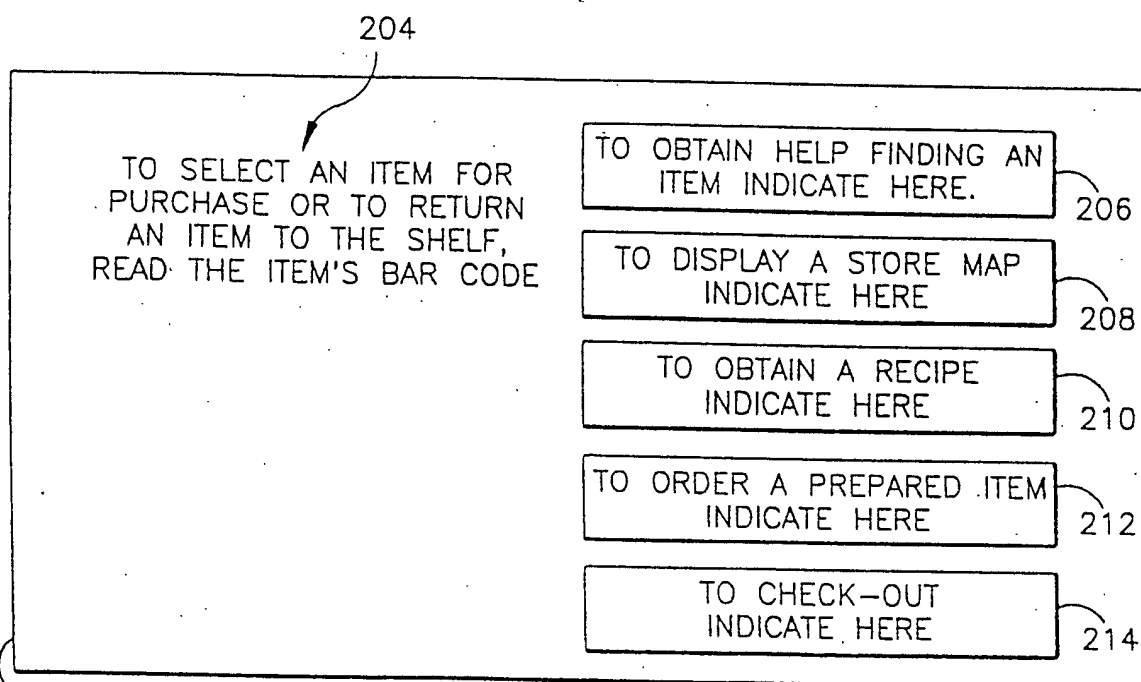 204
TO SELECT AN ITEM FOR
PURCHASE OR TO RETURN
AN ITEM TO THE SHELF,
READ THE ITEM'S BAR CODE
TO OBTAIN HELP FINDING AN
ITEM INDICATE HERE.
206
TO DISPLAY A STORE MAP
INDICATE HERE
208
TO OBTAIN A RECIPE
INDICATE HERE
210
TO ORDER A PREPARED ITEM
INDICATE HERE
212
TO CHECK-OUT
INDICATE HERE
214